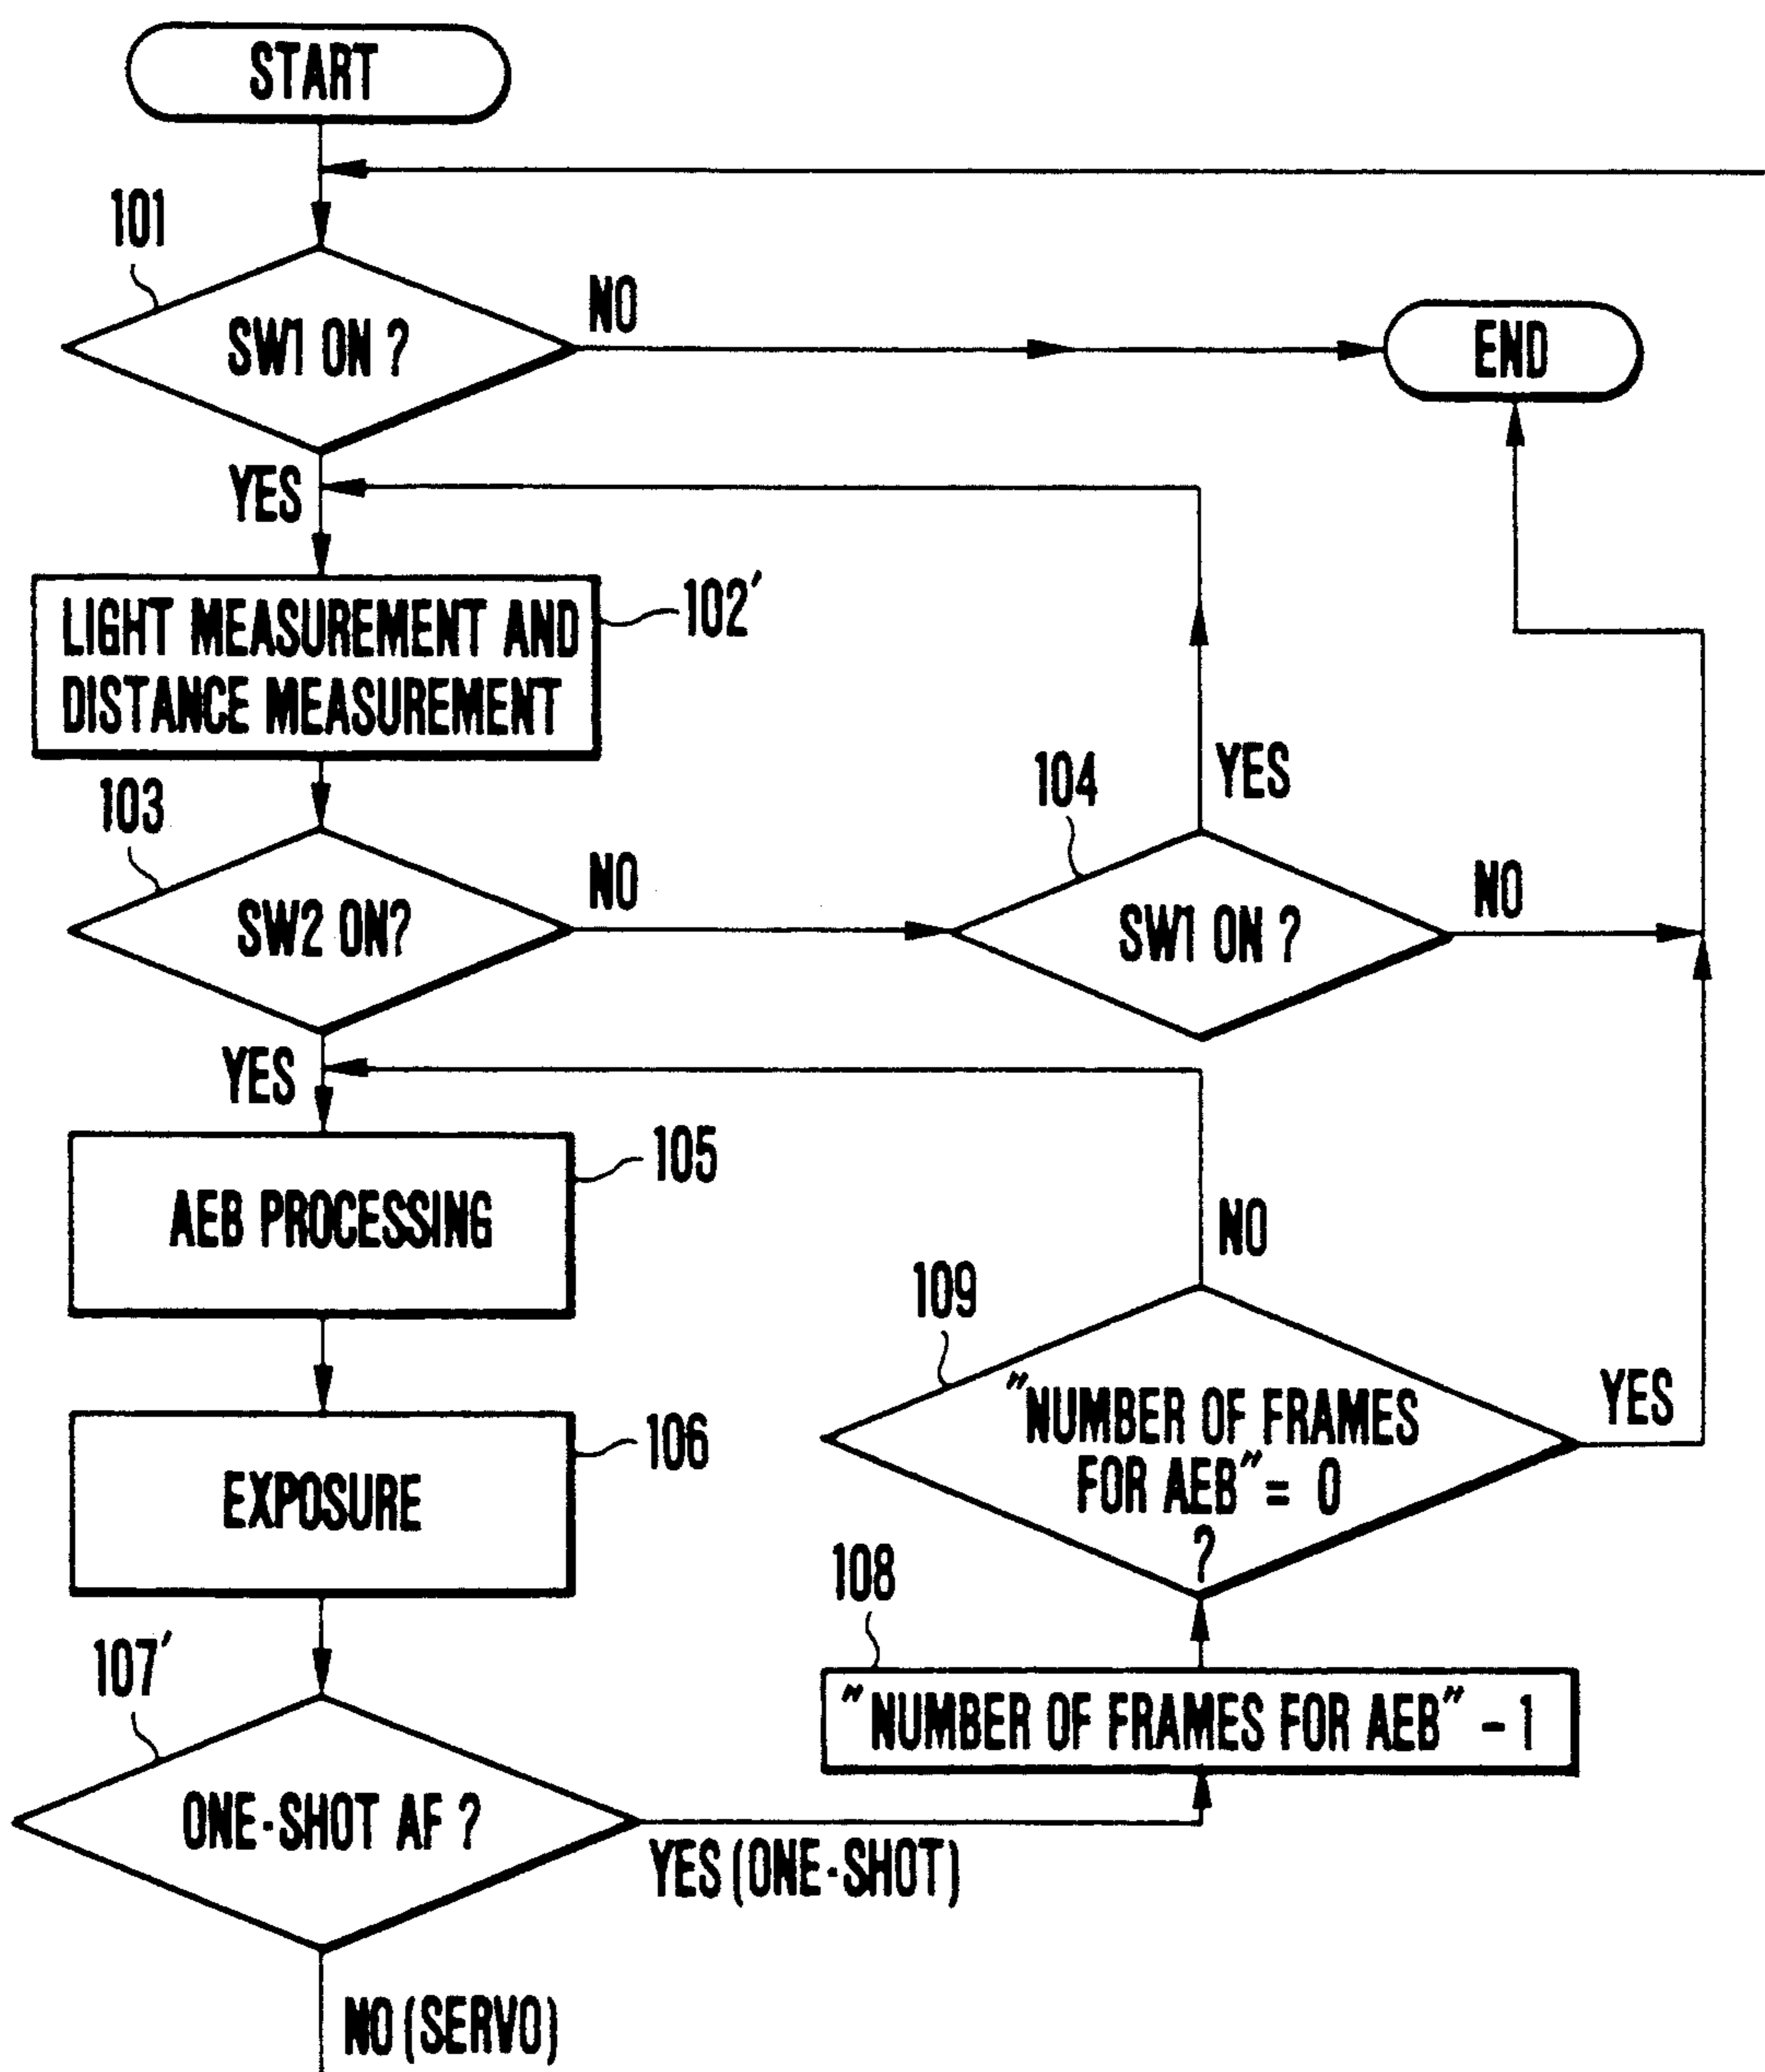 START
101
SW1 ON ?
NO
END
YES
LIGHT MEASUREMENT AND
DISTANCE MEASUREMENT
102'
103
SW2 ON?
NO
104
SW1 ON ?
YES
NO
YES
AEB PROCESSING
105
EXPOSURE
106
107'
ONE-SHOT AF ?
YES (ONE-SHOT)
NO (SERVO)
108
"NUMBER OF FRAMES FOR AEB" - 1
109
"NUMBER OF FRAMES
FOR AEB" = 0
?
NO
YES